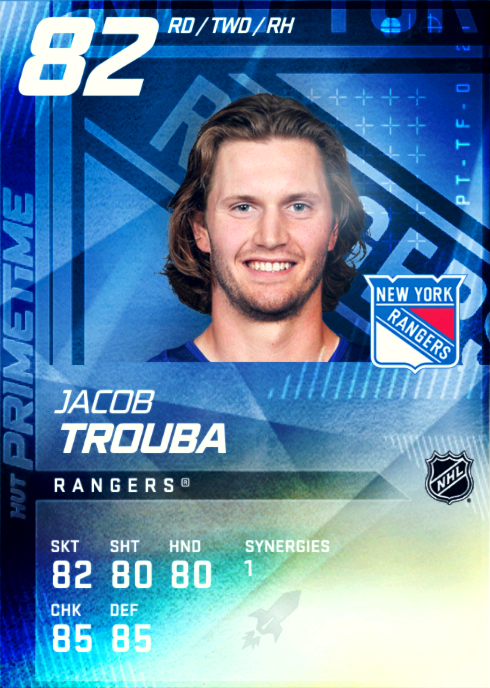 82 RD / TWD / RH
NEW YORK
RANGERS
HUT PRIMETIME
JACOB
TROUBA
RANGERS®
NHL
SKT SHT HND SYNERGIES
82 80 80 1
CHK DEF
85 85